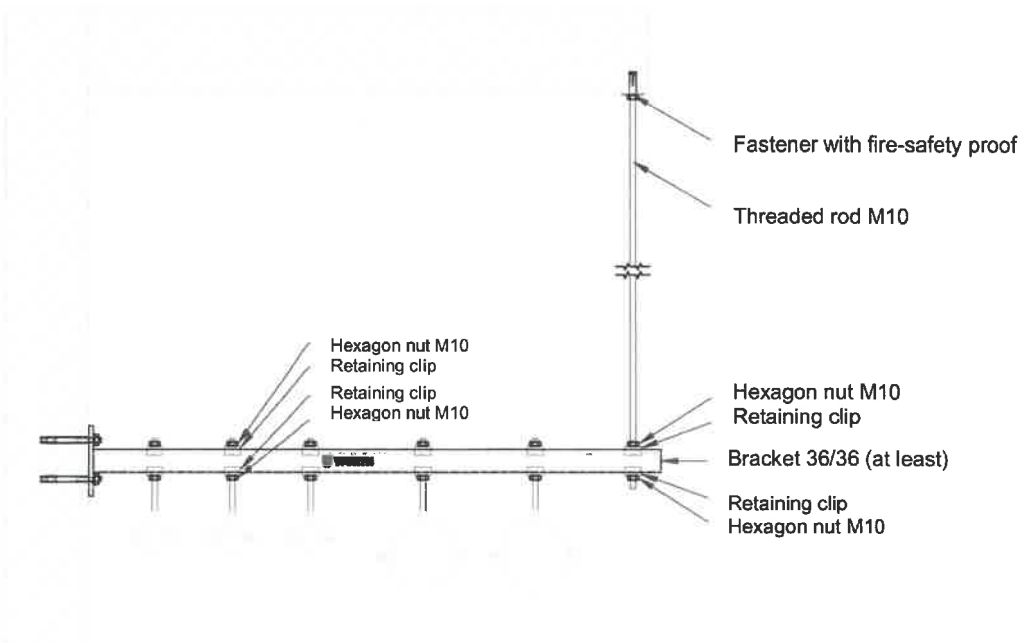 Fastener with fire-safety proof
Threaded rod M10
Hexagon nut M10
Retaining clip
Retaining clip
Hexagon nut M10
Hexagon nut M10
Retaining clip
Bracket 36/36 (at least)
Retaining clip
Hexagon nut M10